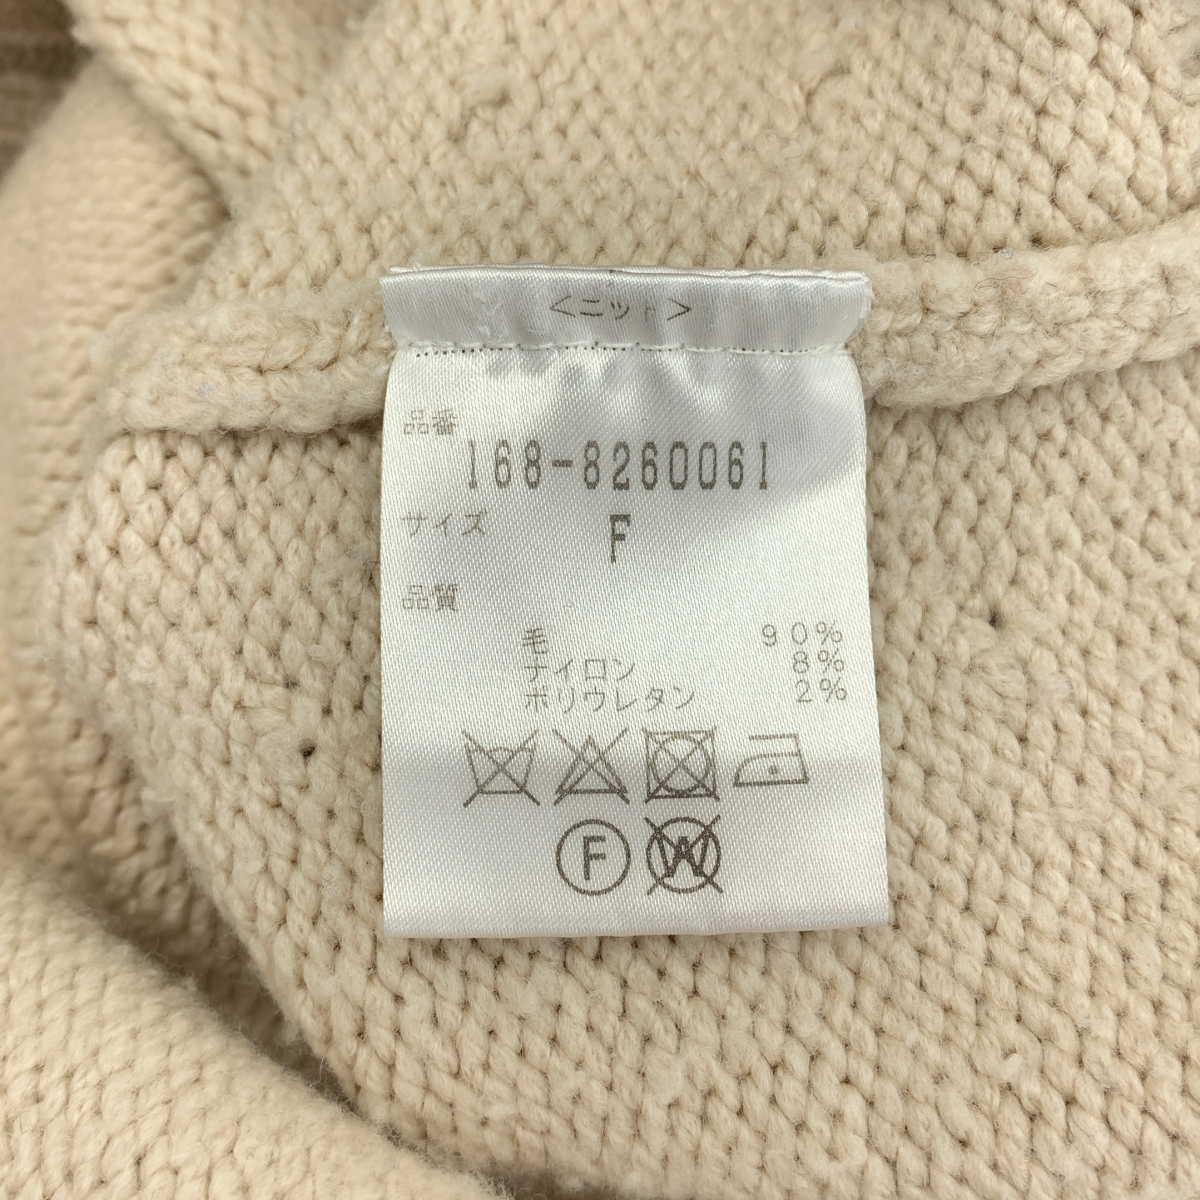 <ニット>
品番
168-8260061
サイズ F
品質
毛 90%
ナイロン 8%
ポリウレタン 2%
F W